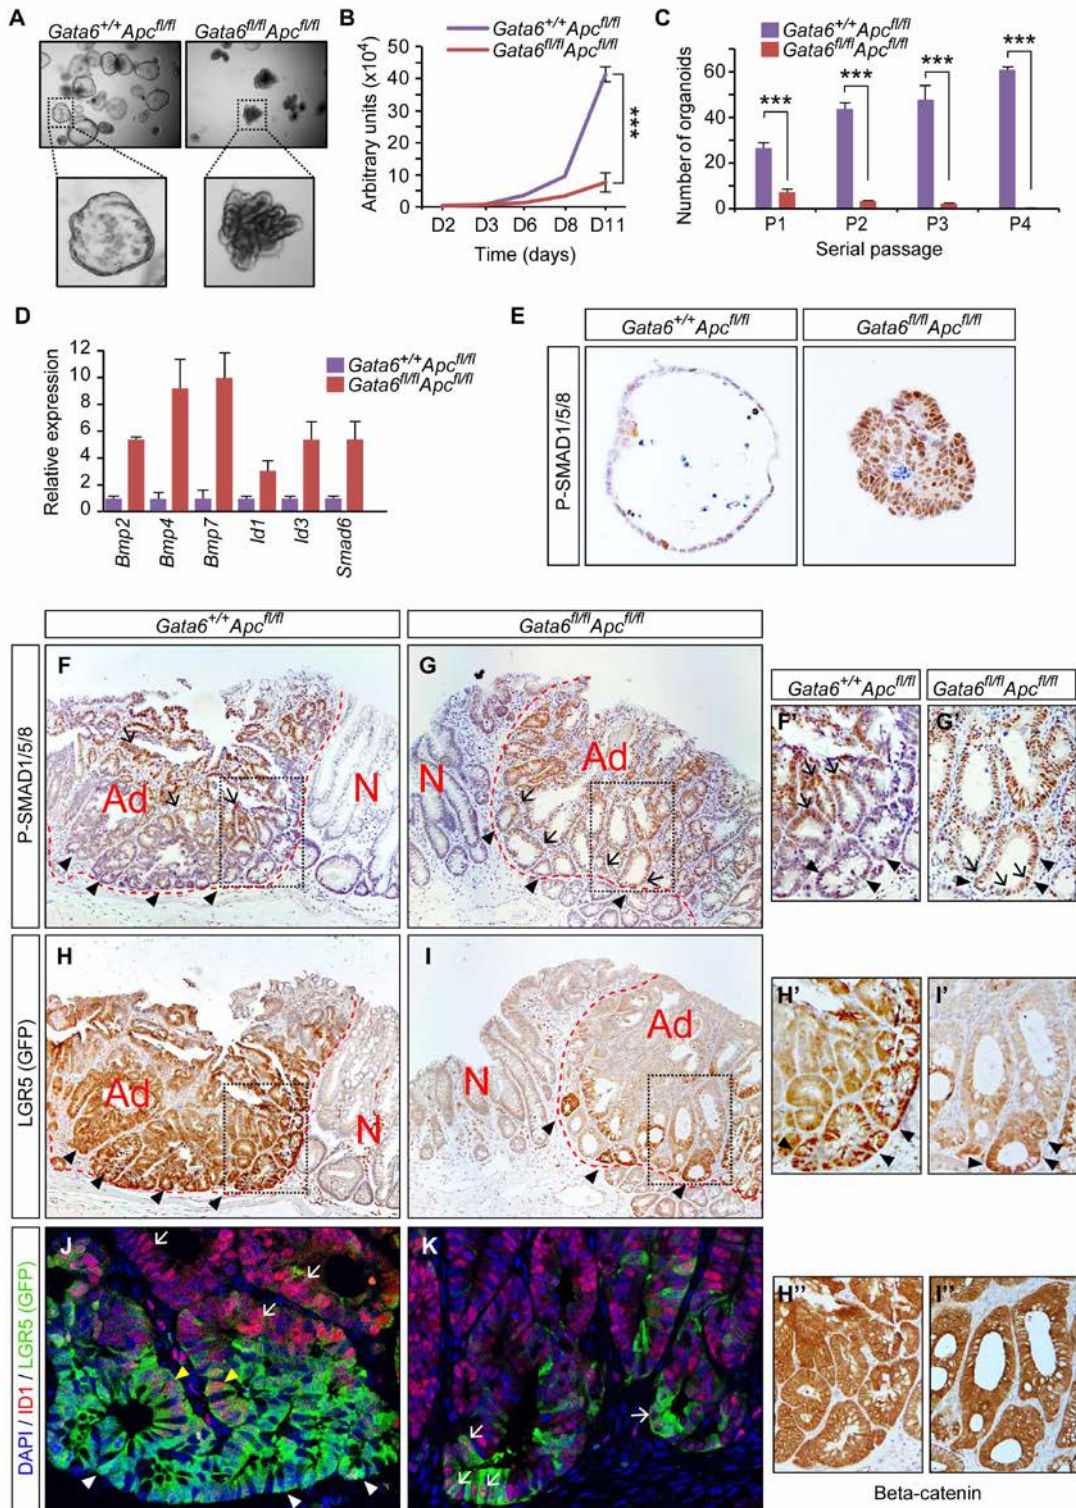 A
Gata6+/+Apcfl/fl Gata6fl/flApcfl/fl
B
Gata6+/+Apcfl/fl
Gata6fl/flApcfl/fl
Arbitrary units (x10⁴)
50
40
30
20
10
0
***
D2 D3 D6 D8 D11
Time (days)
C
Gata6+/+Apcfl/fl
Gata6fl/flApcfl/fl
Number of organoids
60
40
20
0
*** *** *** ***
P1 P2 P3 P4
Serial passage
D
Relative expression
12
10
8
6
4
2
0
Gata6+/+Apcfl/fl
Gata6fl/flApcfl/fl
Bmp2 Bmp4 Bmp7 Id1 Id3 Smad6
E
Gata6+/+Apcfl/fl Gata6fl/flApcfl/fl
P-SMAD1/5/8
Gata6+/+Apcfl/fl Gata6fl/flApcfl/fl
P-SMAD1/5/8
F Ad N
G N Ad
Gata6+/+Apcfl/fl Gata6fl/flApcfl/fl
F' G'
LGR5 (GFP)
H Ad N
I N Ad
H' I'
DAPI / ID1 / LGR5 (GFP)
J K
H'' I''
Beta-catenin